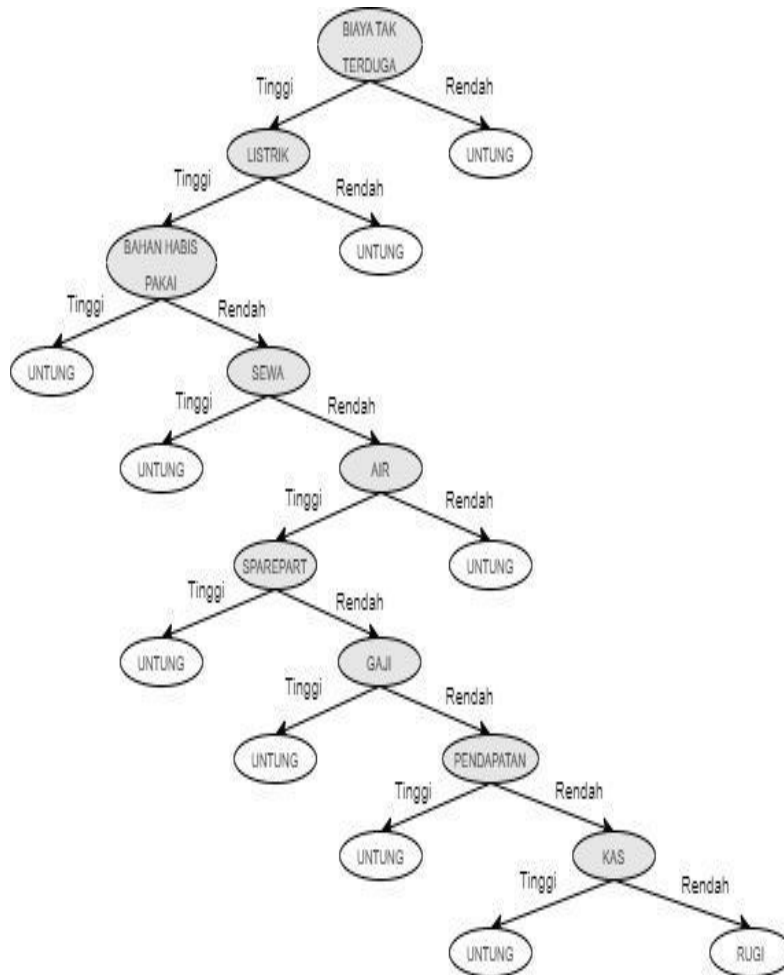 BIAYA TAK
TERDUGA
Tinggi
Rendah
LISTRIK
UNTUNG
Tinggi
Rendah
BAHAN HABIS
PAKAI
UNTUNG
Tinggi
Rendah
UNTUNG
SEWA
Tinggi
Rendah
UNTUNG
AIR
Tinggi
Rendah
SPAREPART
UNTUNG
Tinggi
Rendah
UNTUNG
GAJI
Tinggi
Rendah
UNTUNG
PENDAPATAN
Tinggi
Rendah
UNTUNG
KAS
Tinggi
Rendah
UNTUNG
RUGI